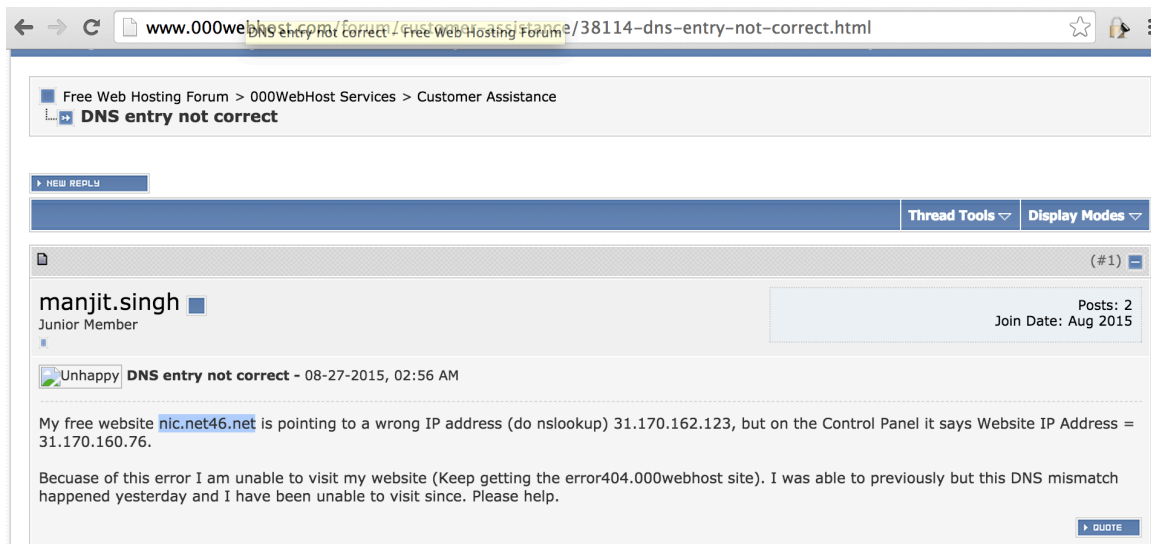 www.000webhost.com/forum/customer-assistance/38114-dns-entry-not-correct.html
DNS entry not correct - Free Web Hosting Forum
Free Web Hosting Forum > 000WebHost Services > Customer Assistance
DNS entry not correct
NEW REPLY
Thread Tools Display Modes
(#1)
manjit.singh
Junior Member
Posts: 2
Join Date: Aug 2015
Unhappy DNS entry not correct - 08-27-2015, 02:56 AM
My free website nic.net46.net is pointing to a wrong IP address (do nslookup) 31.170.162.123, but on the Control Panel it says Website IP Address =
31.170.160.76.
Becuase of this error I am unable to visit my website (Keep getting the error404.000webhost site). I was able to previously but this DNS mismatch
happened yesterday and I have been unable to visit since. Please help.
QUOTE